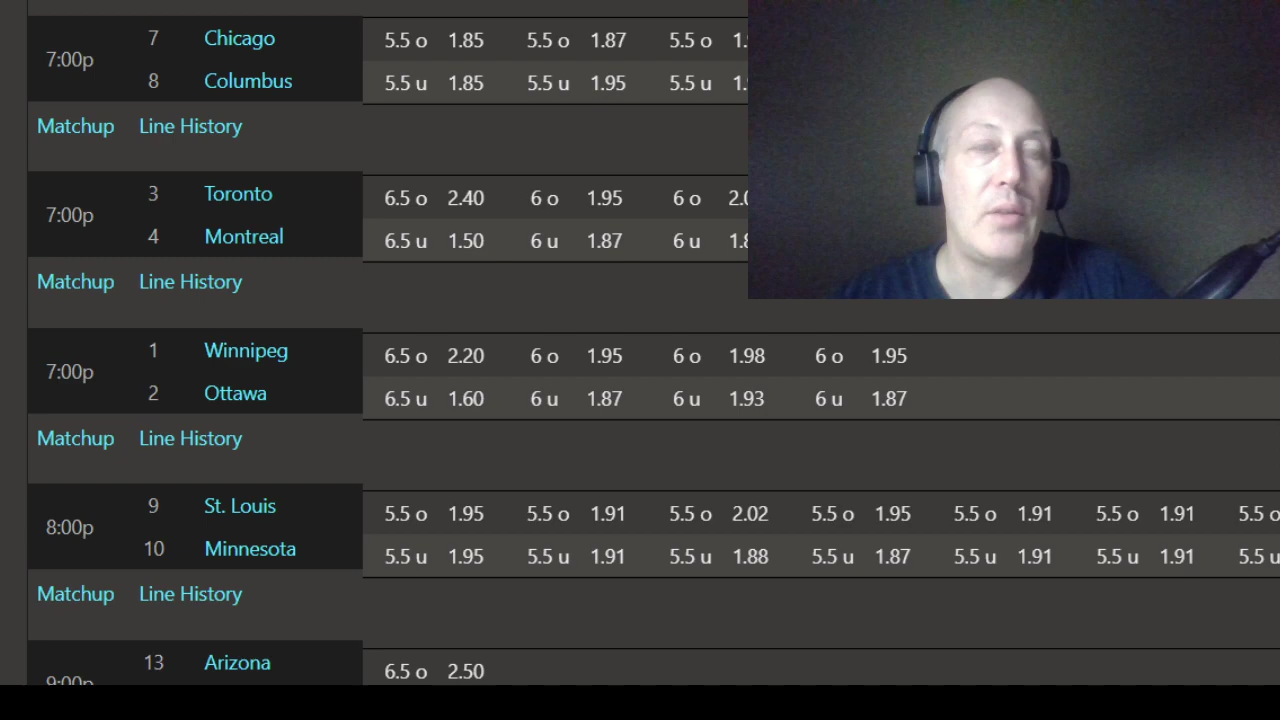 7 Chicago 5.5 o 1.85 5.5 o 1.87 5.5 o
7:00p
8 Columbus 5.5 u 1.85 5.5 u 1.95 5.5 u
Matchup Line History
3 Toronto 6.5 o 2.40 6 o 1.95 6 o
7:00p
4 Montreal 6.5 u 1.50 6 u 1.87 6 u
Matchup Line History
1 Winnipeg 6.5 o 2.20 6 o 1.95 6 o 1.98 6 o 1.95
7:00p
2 Ottawa 6.5 u 1.60 6 u 1.87 6 u 1.93 6 u 1.87
Matchup Line History
9 St. Louis 5.5 o 1.95 5.5 o 1.91 5.5 o 2.02 5.5 o 1.95 5.5 o 1.91 5.5 o 1.91 5.5 o
8:00p
10 Minnesota 5.5 u 1.95 5.5 u 1.91 5.5 u 1.88 5.5 u 1.87 5.5 u 1.91 5.5 u 1.91 5.5 u
Matchup Line History
13 Arizona 6.5 o 2.50
9:00p